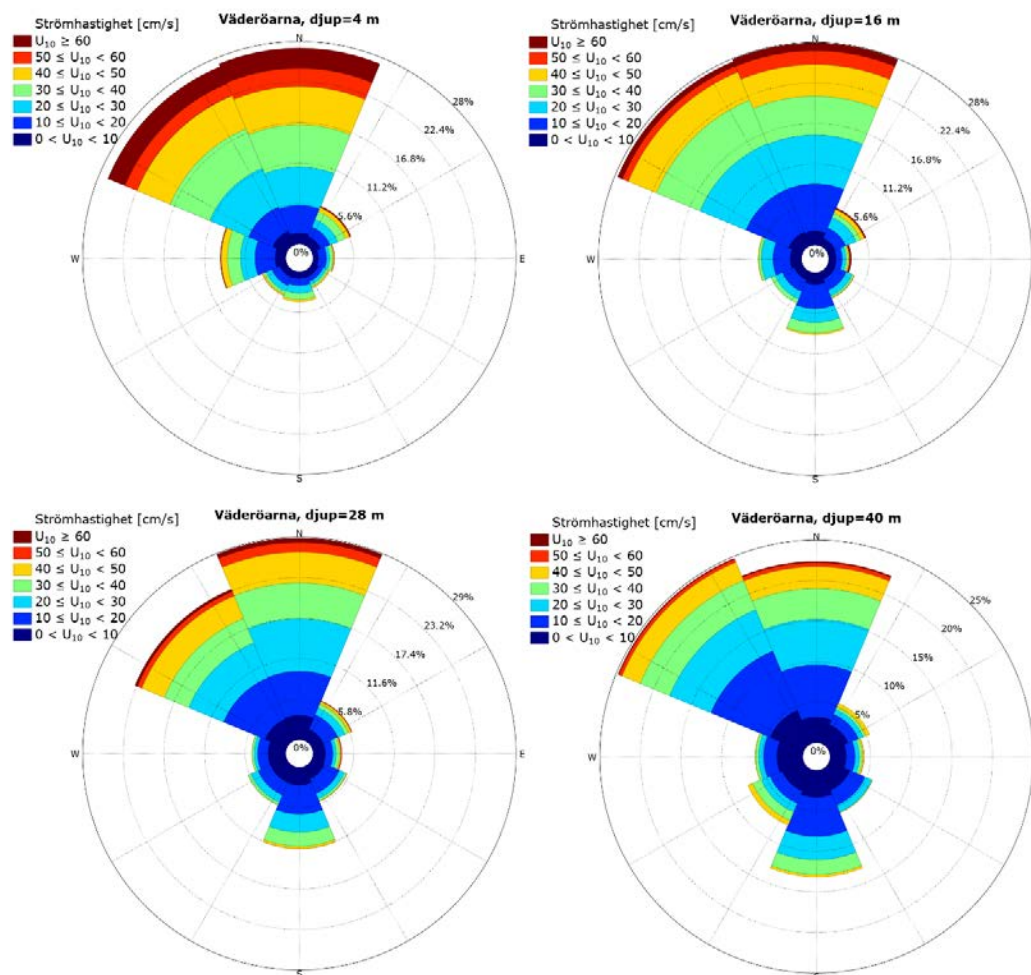 Strömhastighet [cm/s]
Väderöarna, djup=4 m
U10 ≥ 60
50 ≤ U10 < 60
40 ≤ U10 < 50
30 ≤ U10 < 40
20 ≤ U10 < 30
10 ≤ U10 < 20
0 < U10 < 10
N
28%
22.4%
16.8%
11.2%
5.6%
0%
W
E
S
Strömhastighet [cm/s]
Väderöarna, djup=16 m
U10 ≥ 60
50 ≤ U10 < 60
40 ≤ U10 < 50
30 ≤ U10 < 40
20 ≤ U10 < 30
10 ≤ U10 < 20
0 < U10 < 10
N
28%
22.4%
16.8%
11.2%
5.6%
0%
W
S
Strömhastighet [cm/s]
Väderöarna, djup=28 m
U10 ≥ 60
50 ≤ U10 < 60
40 ≤ U10 < 50
30 ≤ U10 < 40
20 ≤ U10 < 30
10 ≤ U10 < 20
0 < U10 < 10
N
29%
23.2%
17.4%
11.6%
5.8%
0%
W
E
Strömhastighet [cm/s]
Väderöarna, djup=40 m
U10 ≥ 60
50 ≤ U10 < 60
40 ≤ U10 < 50
30 ≤ U10 < 40
20 ≤ U10 < 30
10 ≤ U10 < 20
0 < U10 < 10
N
25%
20%
15%
10%
5%
0%